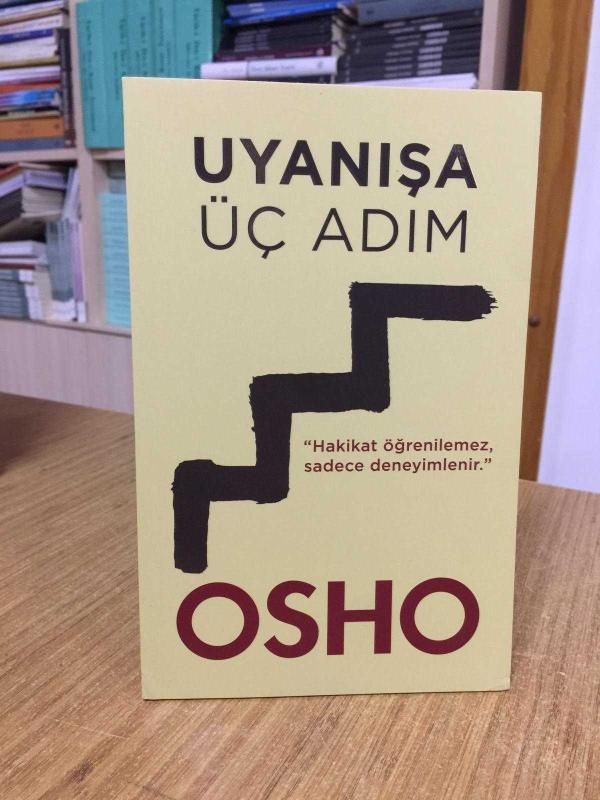 UYANIŞA
ÜÇ ADIM
“Hakikat öğrenilemez,
sadece deneyimlenir.”
OSHO